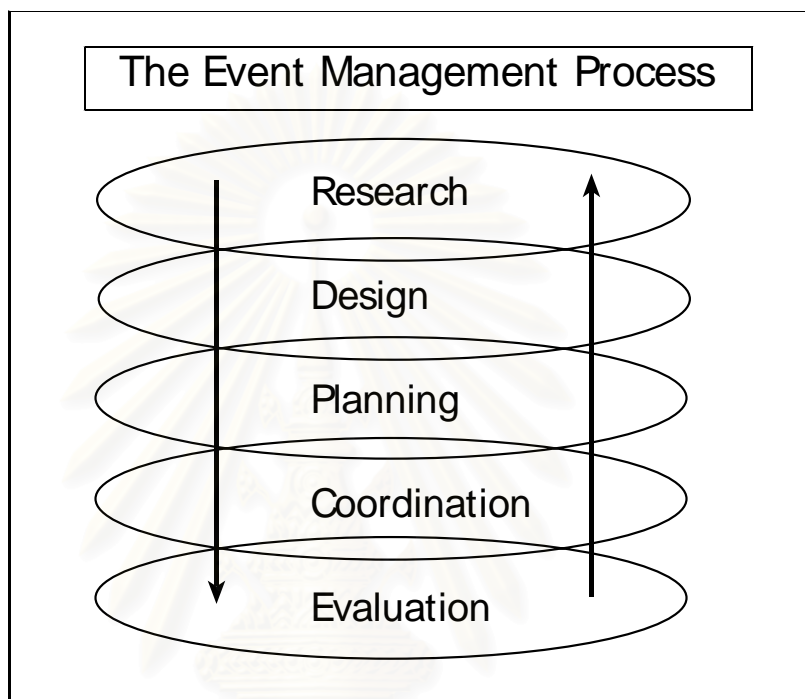 The Event Management Process
Research
Design
Planning
Coordination
Evaluation